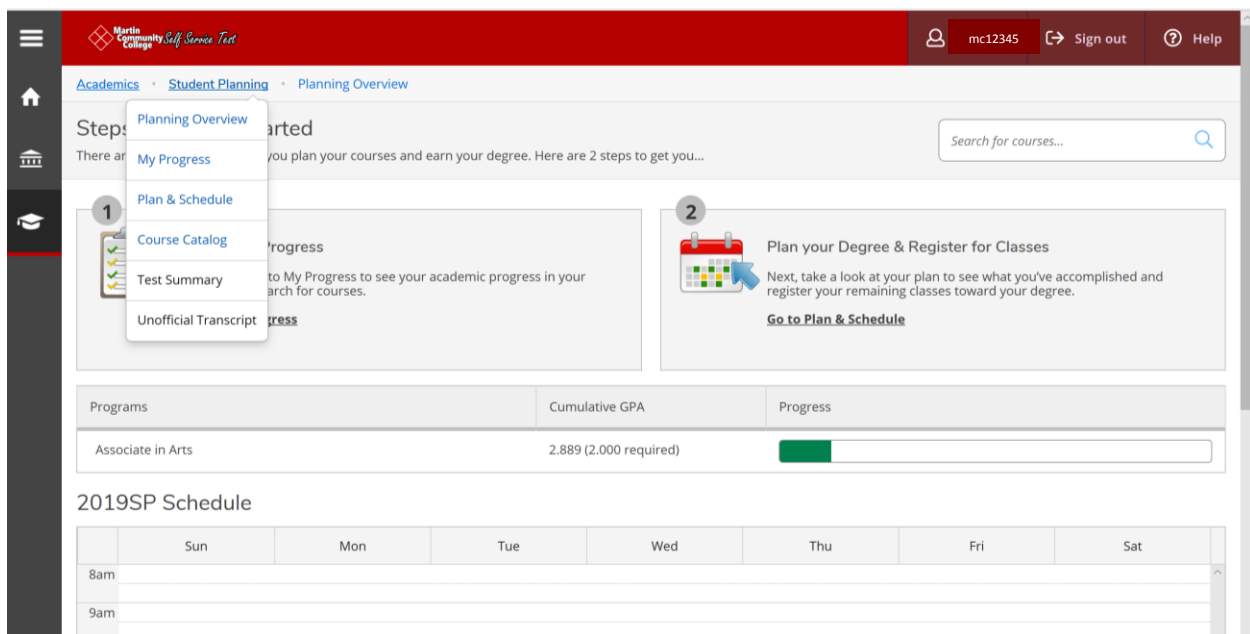 Martin
Community
College
Self Service Test
mc12345
Sign out
Help
Academics · Student Planning · Planning Overview
Planning Overview
My Progress
Plan & Schedule
Course Catalog
Test Summary
Unofficial Transcript
Steps arted
There ar you plan your courses and earn your degree. Here are 2 steps to get you...
Search for courses...
1
rogress
to My Progress to see your academic progress in your
arch for courses.
gress
2
Plan your Degree & Register for Classes
Next, take a look at your plan to see what you've accomplished and
register your remaining classes toward your degree.
Go to Plan & Schedule
Programs Cumulative GPA Progress
Associate in Arts 2.889 (2.000 required)
2019SP Schedule
Sun Mon Tue Wed Thu Fri Sat
8am
9am